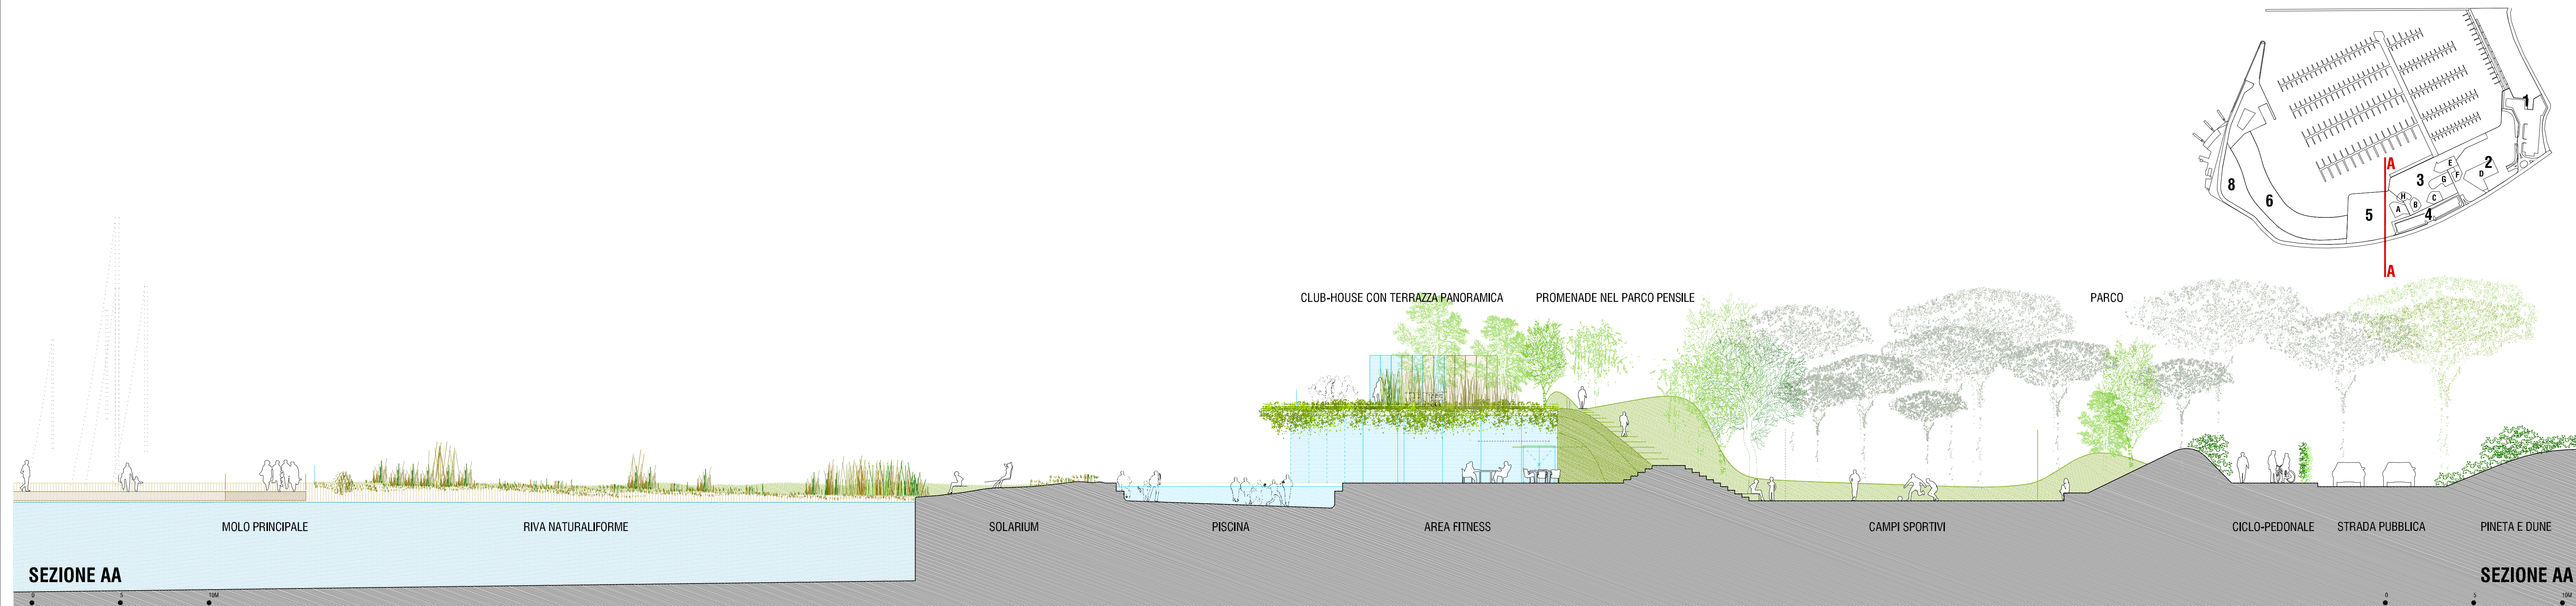 1
2
3
4
5
6
8
A
B
C
D
E
F
G
H
A
A
CLUB-HOUSE CON TERRAZZA PANORAMICA
PROMENADE NEL PARCO PENSILE
PARCO
MOLO PRINCIPALE
RIVA NATURALIFORME
SOLARIUM
PISCINA
AREA FITNESS
CAMPI SPORTIVI
CICLO-PEDONALE
STRADA PUBBLICA
PINETA E DUNE
SEZIONE AA
SEZIONE AA
0 5 10M
0 5 10M